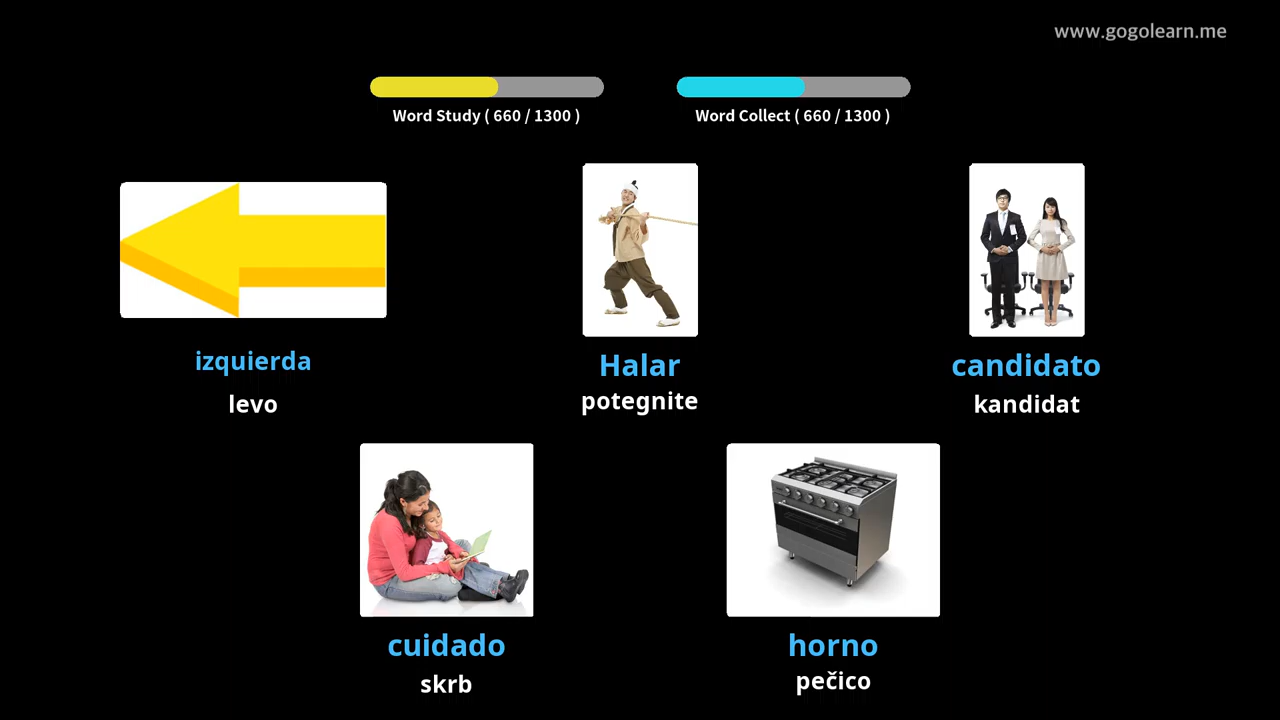 www.gogolearn.me
Word Study ( 660 / 1300 )
Word Collect ( 660 / 1300 )
izquierda
levo
Halar
potegnite
candidato
kandidat
cuidado
skrb
horno
pečico